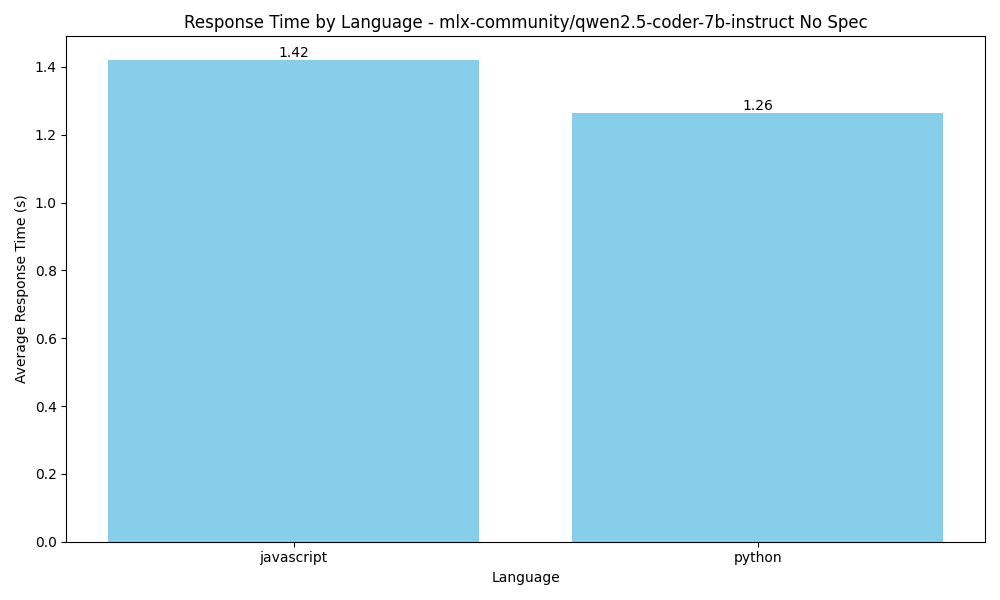 Response Time by Language - mlx-community/qwen2.5-coder-7b-instruct No Spec
1.42
1.26
Average Response Time (s)
1.4
1.2
1.0
0.8
0.6
0.4
0.2
0.0
javascript
python
Language